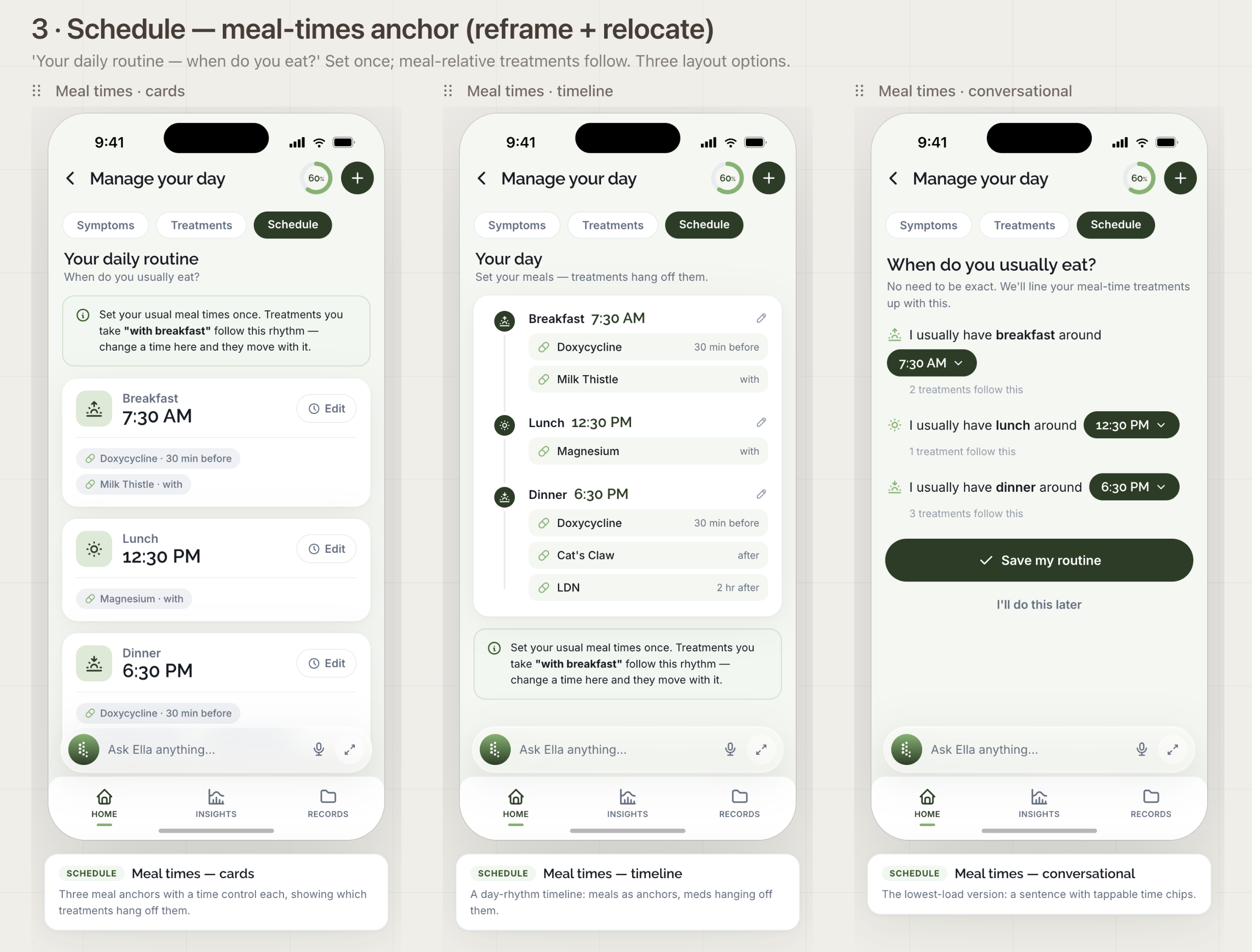 3 · Schedule — meal-times anchor (reframe + relocate)
'Your daily routine — when do you eat?' Set once; meal-relative treatments follow. Three layout options.
Meal times · cards
9:41
Manage your day
60%
Symptoms
Treatments
Schedule
Your daily routine
When do you usually eat?
Set your usual meal times once. Treatments you
take "with breakfast" follow this rhythm —
change a time here and they move with it.
Breakfast
7:30 AM
Edit
Doxycycline · 30 min before
Milk Thistle · with
Lunch
12:30 PM
Edit
Magnesium · with
Dinner
6:30 PM
Edit
Doxycycline · 30 min before
Ask Ella anything...
HOME
INSIGHTS
RECORDS
SCHEDULE
Meal times — cards
Three meal anchors with a time control each, showing which
treatments hang off them.
Meal times · timeline
9:41
Manage your day
60%
Symptoms
Treatments
Schedule
Your day
Set your meals — treatments hang off them.
Breakfast 7:30 AM
Doxycycline 30 min before
Milk Thistle with
Lunch 12:30 PM
Magnesium with
Dinner 6:30 PM
Doxycycline 30 min before
Cat's Claw after
LDN 2 hr after
Set your usual meal times once. Treatments you
take "with breakfast" follow this rhythm —
change a time here and they move with it.
Ask Ella anything...
HOME
INSIGHTS
RECORDS
SCHEDULE
Meal times — timeline
A day-rhythm timeline: meals as anchors, meds hanging off
them.
Meal times · conversational
9:41
Manage your day
60%
Symptoms
Treatments
Schedule
When do you usually eat?
No need to be exact. We'll line your meal-time treatments
up with this.
I usually have breakfast around
7:30 AM
2 treatments follow this
I usually have lunch around 12:30 PM
1 treatment follow this
I usually have dinner around 6:30 PM
3 treatments follow this
Save my routine
I'll do this later
Ask Ella anything...
HOME
INSIGHTS
RECORDS
SCHEDULE
Meal times — conversational
The lowest-load version: a sentence with tappable time chips.